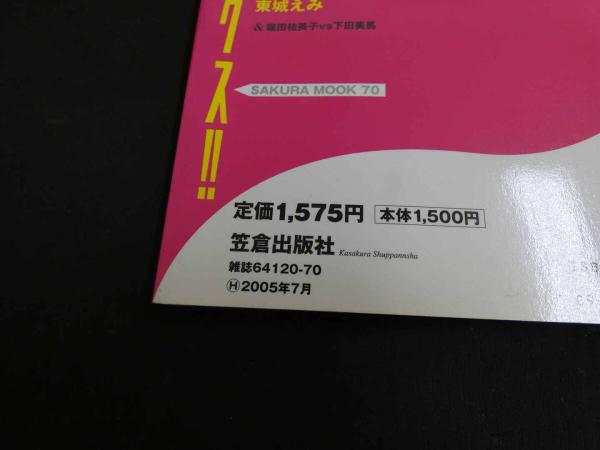 東城えみ
&堀田祐美子vs下田美馬
クス!!
SAKURA MOOK 70
定価1,575円 本体1,500円
笠倉出版社 Kasakura Shuppannsha
雑誌64120-70
Ⓗ2005年7月